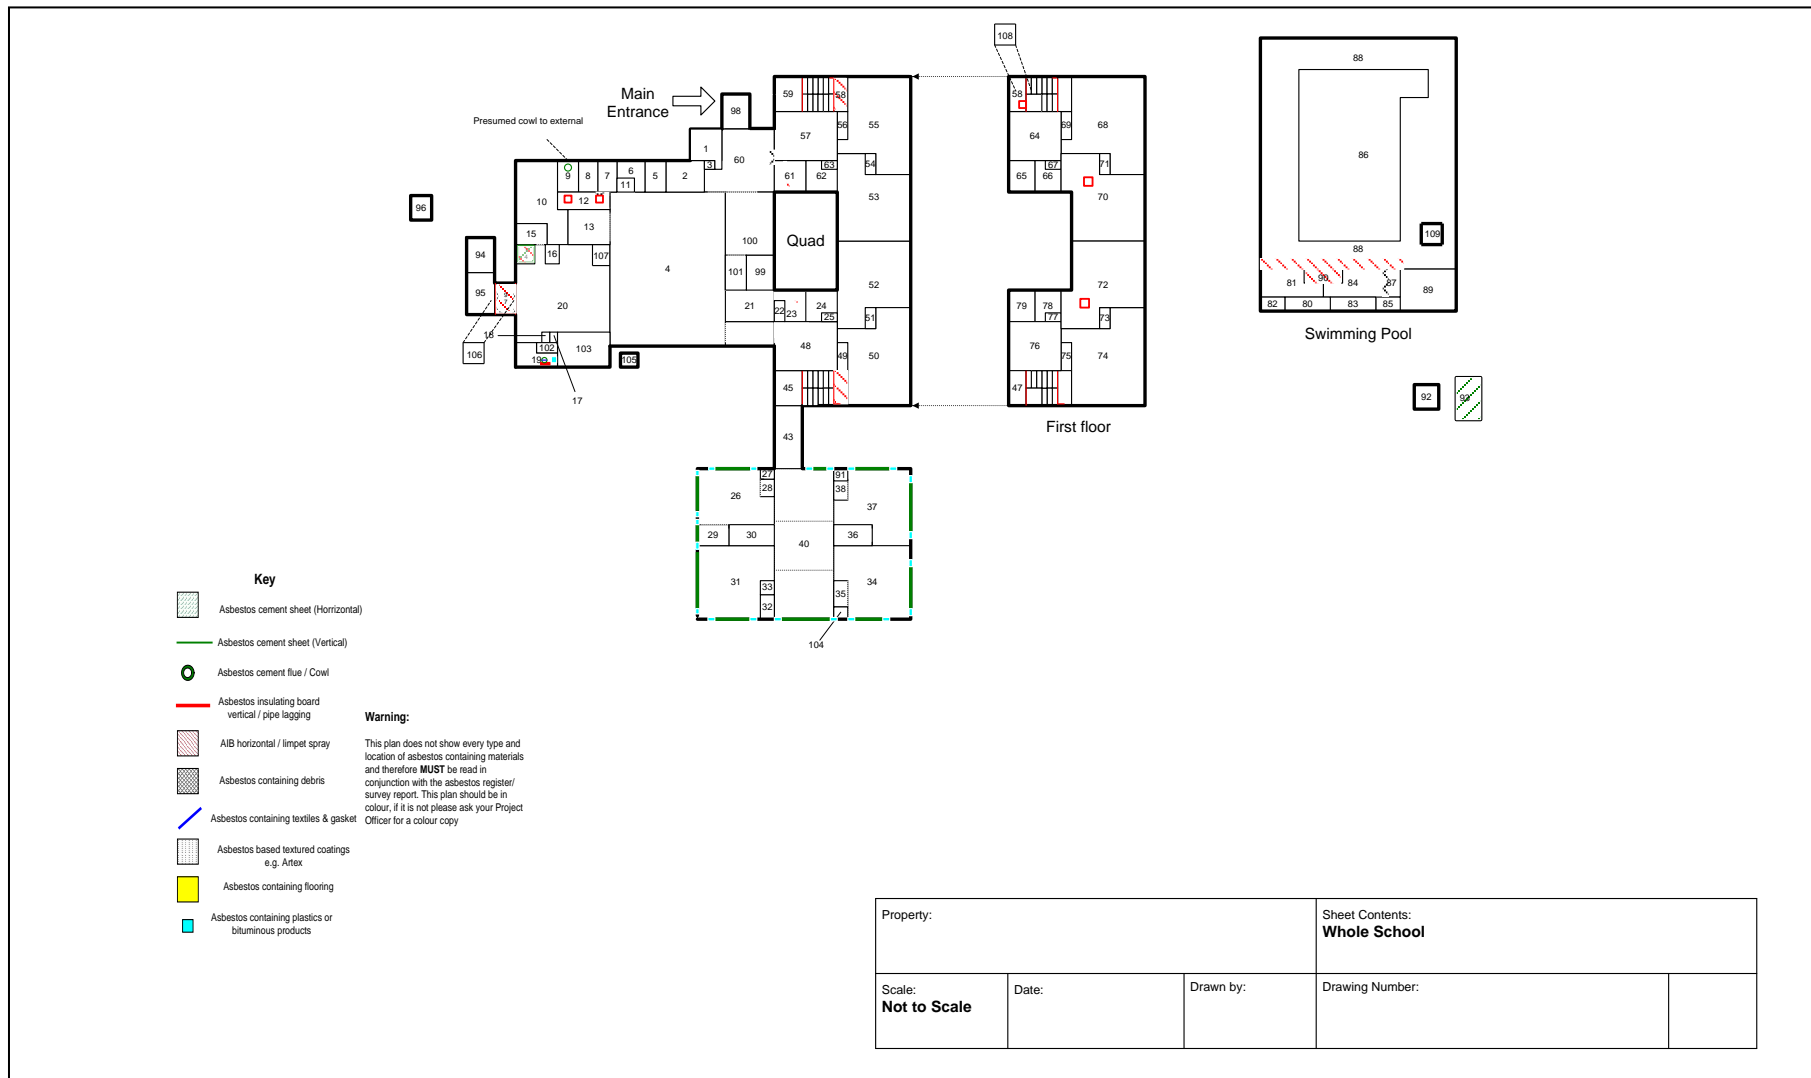 108
88
Main
Entrance
59
58
58
98
56
55
69
68
Presumed cowl to external
57
64
1
60
86
3
63
54
67
71
9
8
7
6
5
2
61
62
65
66
11
96
10
12
53
70
13
15
100
Quad
109
94
16
107
88
4
101
99
90
95
52
72
81
84
87
89
20
21
22
23
24
79
78
82
80
83
85
25
51
77
73
18
Swimming Pool
106
102
103
48
49
50
76
75
74
19
105
45
47
92
93
17
First floor
43
27
91
28
38
26
37
29
30
36
40
31
33
34
35
32
104
Key
Asbestos cement sheet (Horrizontal)
Asbestos cement sheet (Vertical)
Asbestos cement flue / Cowl
Asbestos insulating board
vertical / pipe lagging
AIB horizontal / limpet spray
Asbestos containing debris
Asbestos containing textiles & gasket
Asbestos based textured coatings
e.g. Artex
Asbestos containing flooring
Asbestos containing plastics or
bituminous products
Warning:
This plan does not show every type and
location of asbestos containing materials
and therefore MUST be read in
conjunction with the asbestos register/
survey report. This plan should be in
colour, if it is not please ask your Project
Officer for a colour copy
Property:
Sheet Contents:
Whole School
Scale:
Not to Scale
Date:
Drawn by:
Drawing Number: